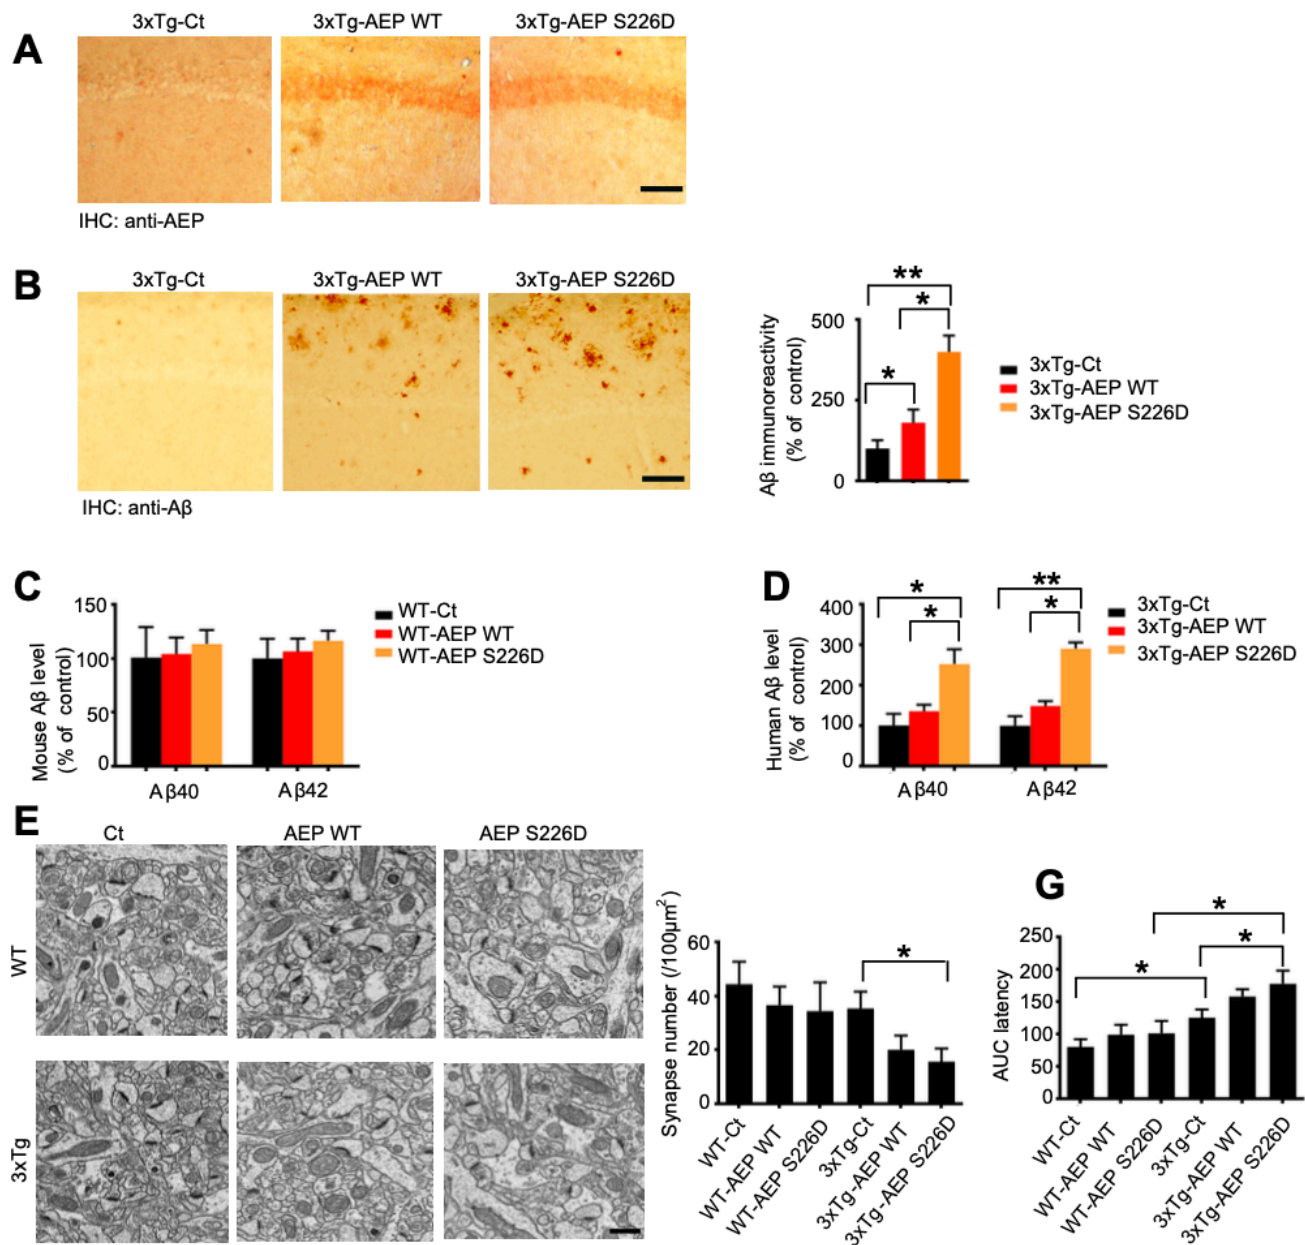 A
3xTg-Ct
3xTg-AEP WT
3xTg-AEP S226D
IHC: anti-AEP
B
3xTg-Ct
3xTg-AEP WT
3xTg-AEP S226D
IHC: anti-Aβ
Aβ immunoreactivity
(% of control)
500
250
0
**
*
*
3xTg-Ct
3xTg-AEP WT
3xTg-AEP S226D
C
Mouse Aβ level
(% of control)
150
100
50
0
Aβ40
Aβ42
WT-Ct
WT-AEP WT
WT-AEP S226D
D
Human Aβ level
(% of control)
400
300
200
100
0
*
*
**
*
Aβ40
Aβ42
3xTg-Ct
3xTg-AEP WT
3xTg-AEP S226D
E
Ct
AEP WT
AEP S226D
WT
3xTg
Synapse number (/100μm²)
60
40
20
0
*
WT-Ct
WT-AEP WT
WT-AEP S226D
3xTg-Ct
3xTg-AEP WT
3xTg-AEP S226D
G
AUC latency
250
200
150
100
50
0
*
*
*
WT-Ct
WT-AEP WT
WT-AEP S226D
3xTg-Ct
3xTg-AEP WT
3xTg-AEP S226D